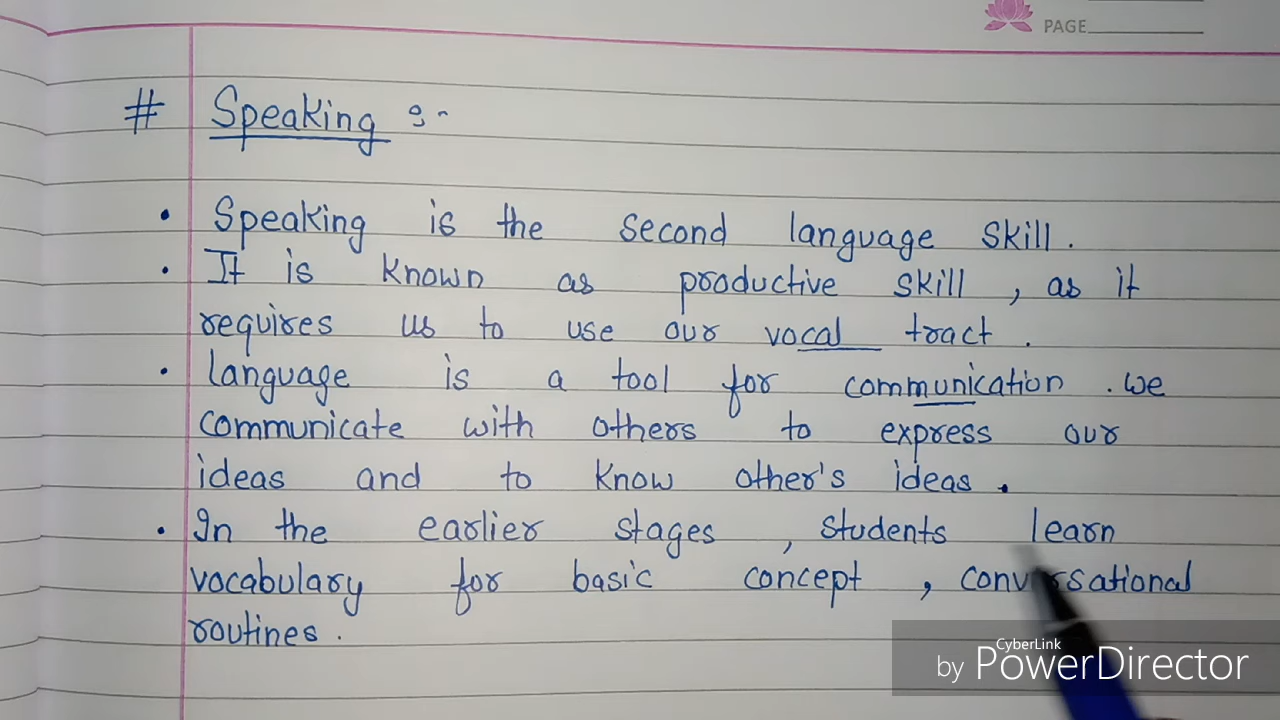 PAGE
# Speaking :-
• Speaking is the second language skill.
• It is known as productive skill, as it
requires us to use our vocal tract.
• language is a tool for communication. we
communicate with others to express our
ideas and to know other's ideas.
• In the earlier stages, students learn
vocabulary for basic concept, conversational
routines.
CyberLink
by PowerDirector